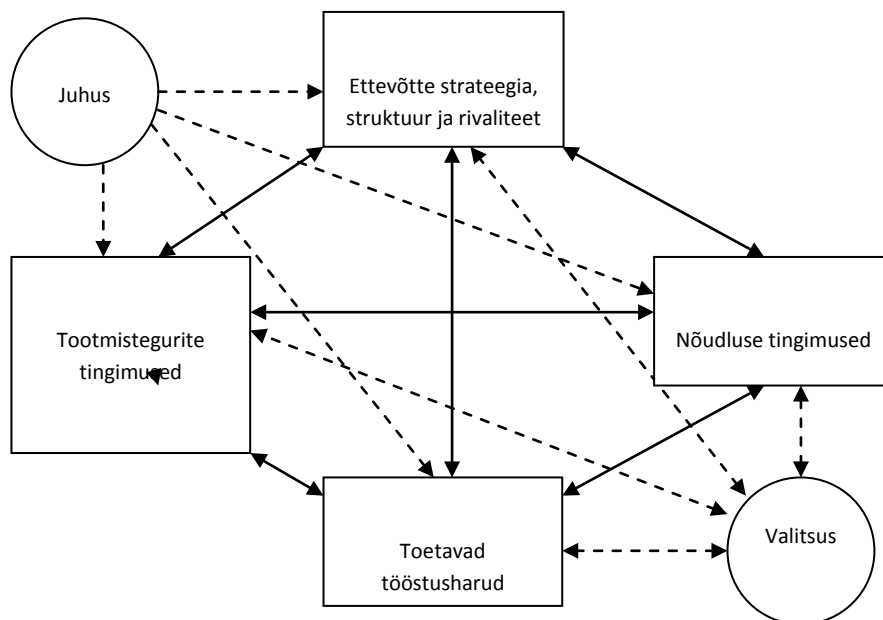 Juhus
Ettevõtte strateegia,
struktuur ja rivaliteet
Tootmistegurite
tingimused
Nõudluse tingimused
Toetavad
tööstusharud
Valitsus